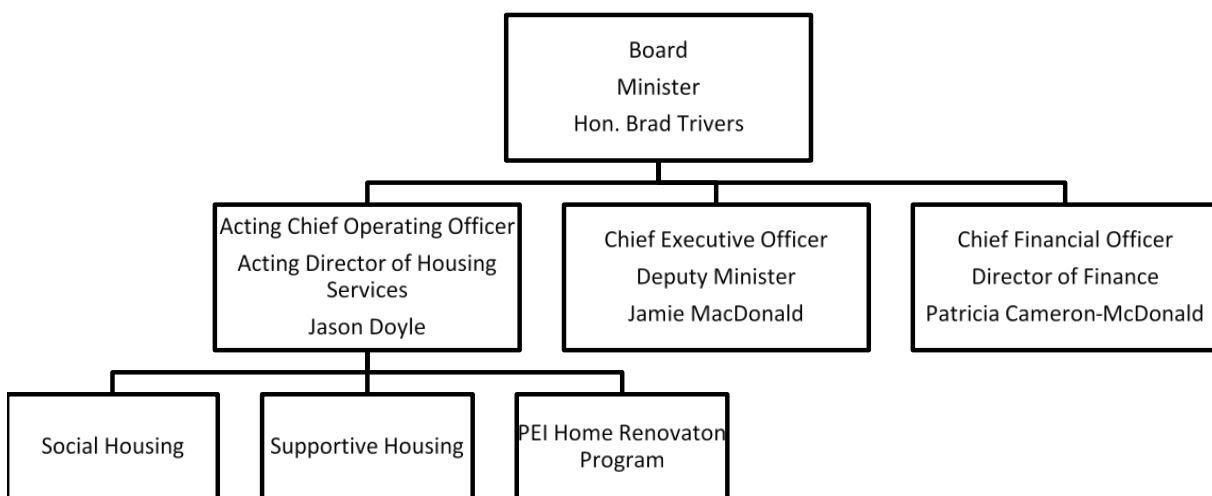 Board
Minister
Hon. Brad Trivers
Acting Chief Operating Officer
Acting Director of Housing
Services
Jason Doyle
Chief Executive Officer
Deputy Minister
Jamie MacDonald
Chief Financial Officer
Director of Finance
Patricia Cameron-McDonald
Social Housing
Supportive Housing
PEI Home Renovaton
Program